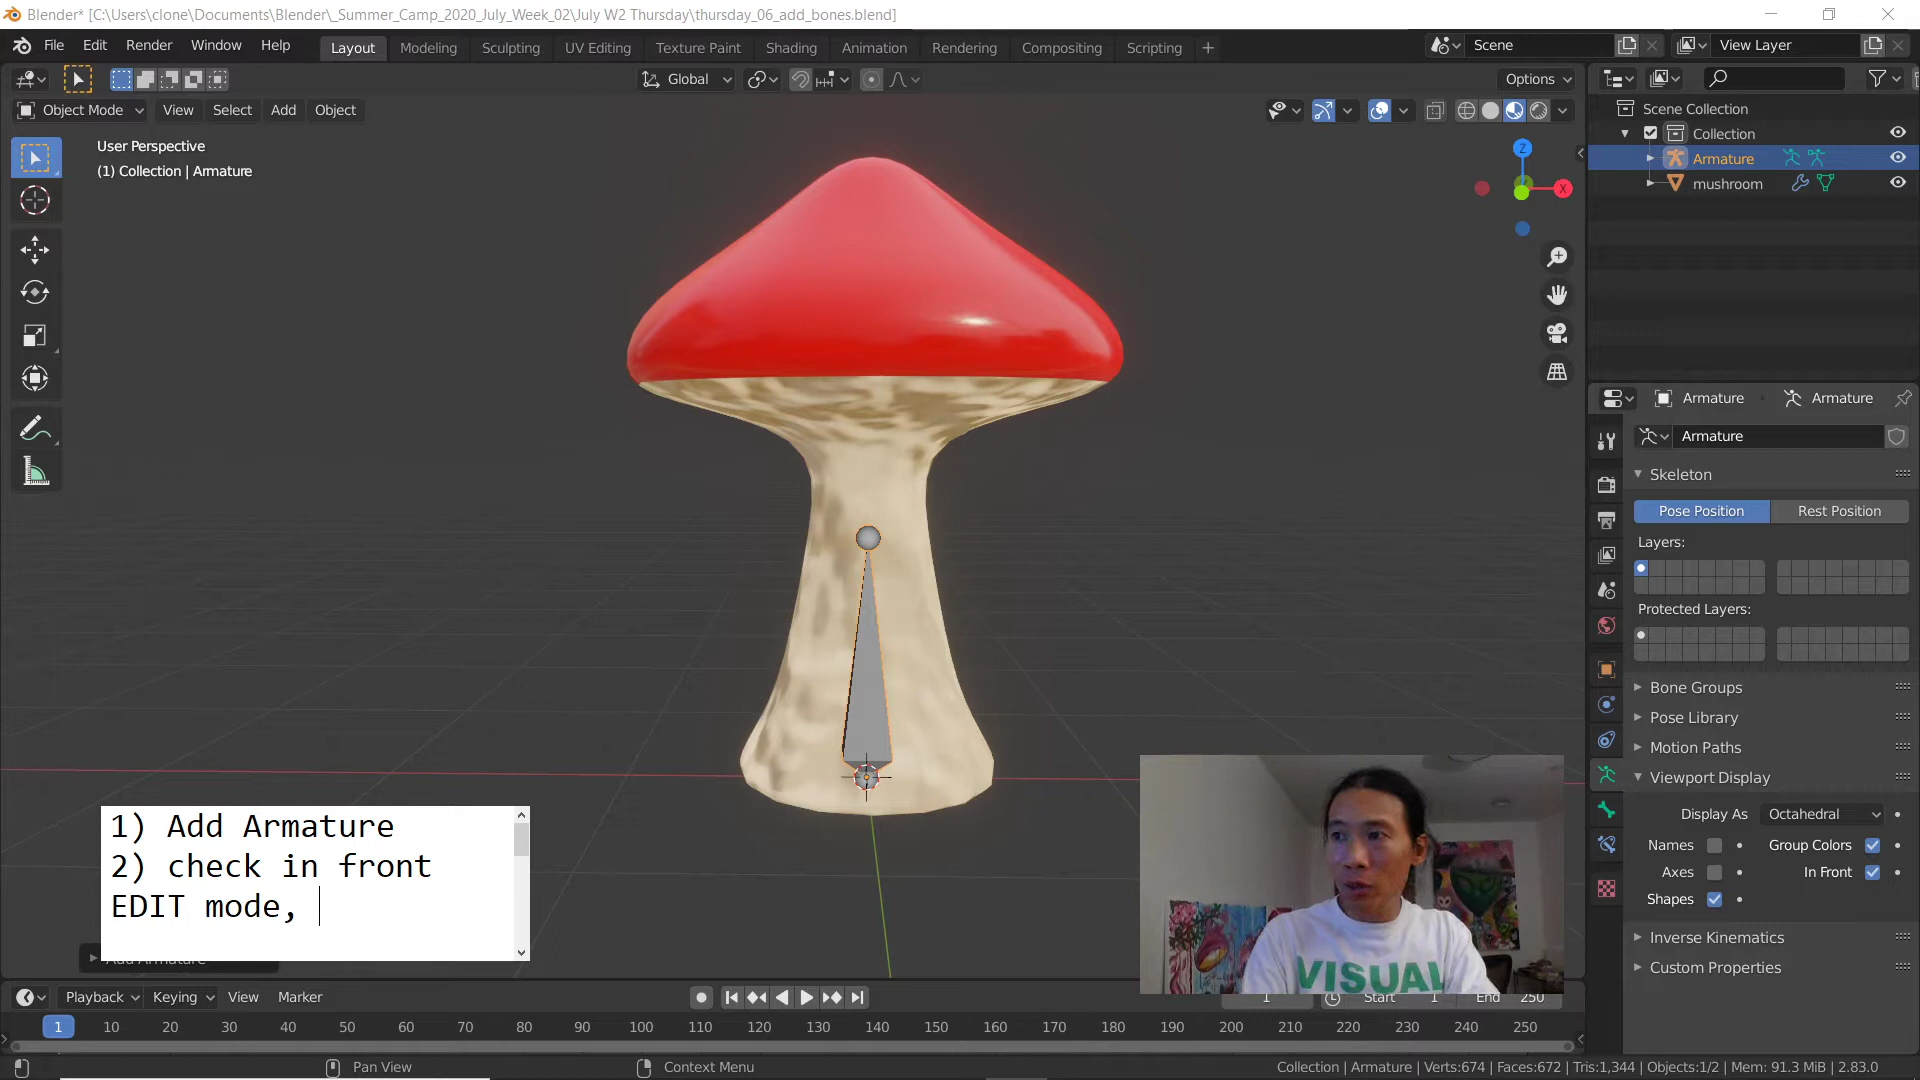 Blender* [C:\Users\clone\Documents\Blender\_Summer_Camp_2020_July_Week_02\July W2 Thursday\thursday_06_add_bones.blend]
File Edit Render Window Help Layout Modeling Sculpting UV Editing Texture Paint Shading Animation Rendering Compositing Scripting + Scene View Layer
Global Options
Object Mode View Select Add Object
User Perspective
(1) Collection | Armature
Z
X
Scene Collection
Collection
Armature
mushroom
Armature Armature
Armature
Skeleton
Pose Position Rest Position
Layers:
Protected Layers:
Bone Groups
Pose Library
Motion Paths
Viewport Display
Display As Octahedral
Names Group Colors
Axes In Front
Shapes
Inverse Kinematics
Custom Properties
1) Add Armature
2) check in front
EDIT mode,
Add Armature
VISUAL
Playback Keying View Marker 1 Start 1 End 250
1 10 20 30 40 50 60 70 80 90 100 110 120 130 140 150 160 170 180 190 200 210 220 230 240 250
Pan View Context Menu Collection | Armature | Verts:674 | Faces:672 | Tris:1,344 | Objects:1/2 | Mem: 91.3 MiB | 2.83.0